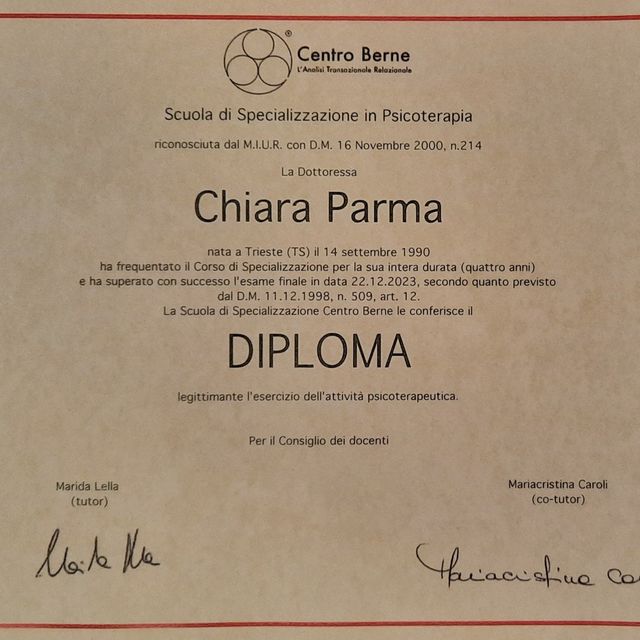 Centro Berne
L'Analisi Transazionale Relazionale
Scuola di Specializzazione in Psicoterapia
riconosciuta dal M.I.U.R. con D.M. 16 Novembre 2000, n.214
La Dottoressa
Chiara Parma
nata a Trieste (TS) il 14 settembre 1990
ha frequentato il Corso di Specializzazione per la sua intera durata (quattro anni)
e ha superato con successo l'esame finale in data 22.12.2023, secondo quanto previsto
dal D.M. 11.12.1998, n. 509, art. 12.
La Scuola di Specializzazione Centro Berne le conferisce il
DIPLOMA
legittimante l'esercizio dell'attività psicoterapeutica.
Per il Consiglio dei docenti
Marida Lella
(tutor)
Mariacristina Caroli
(co-tutor)
Mariacristina